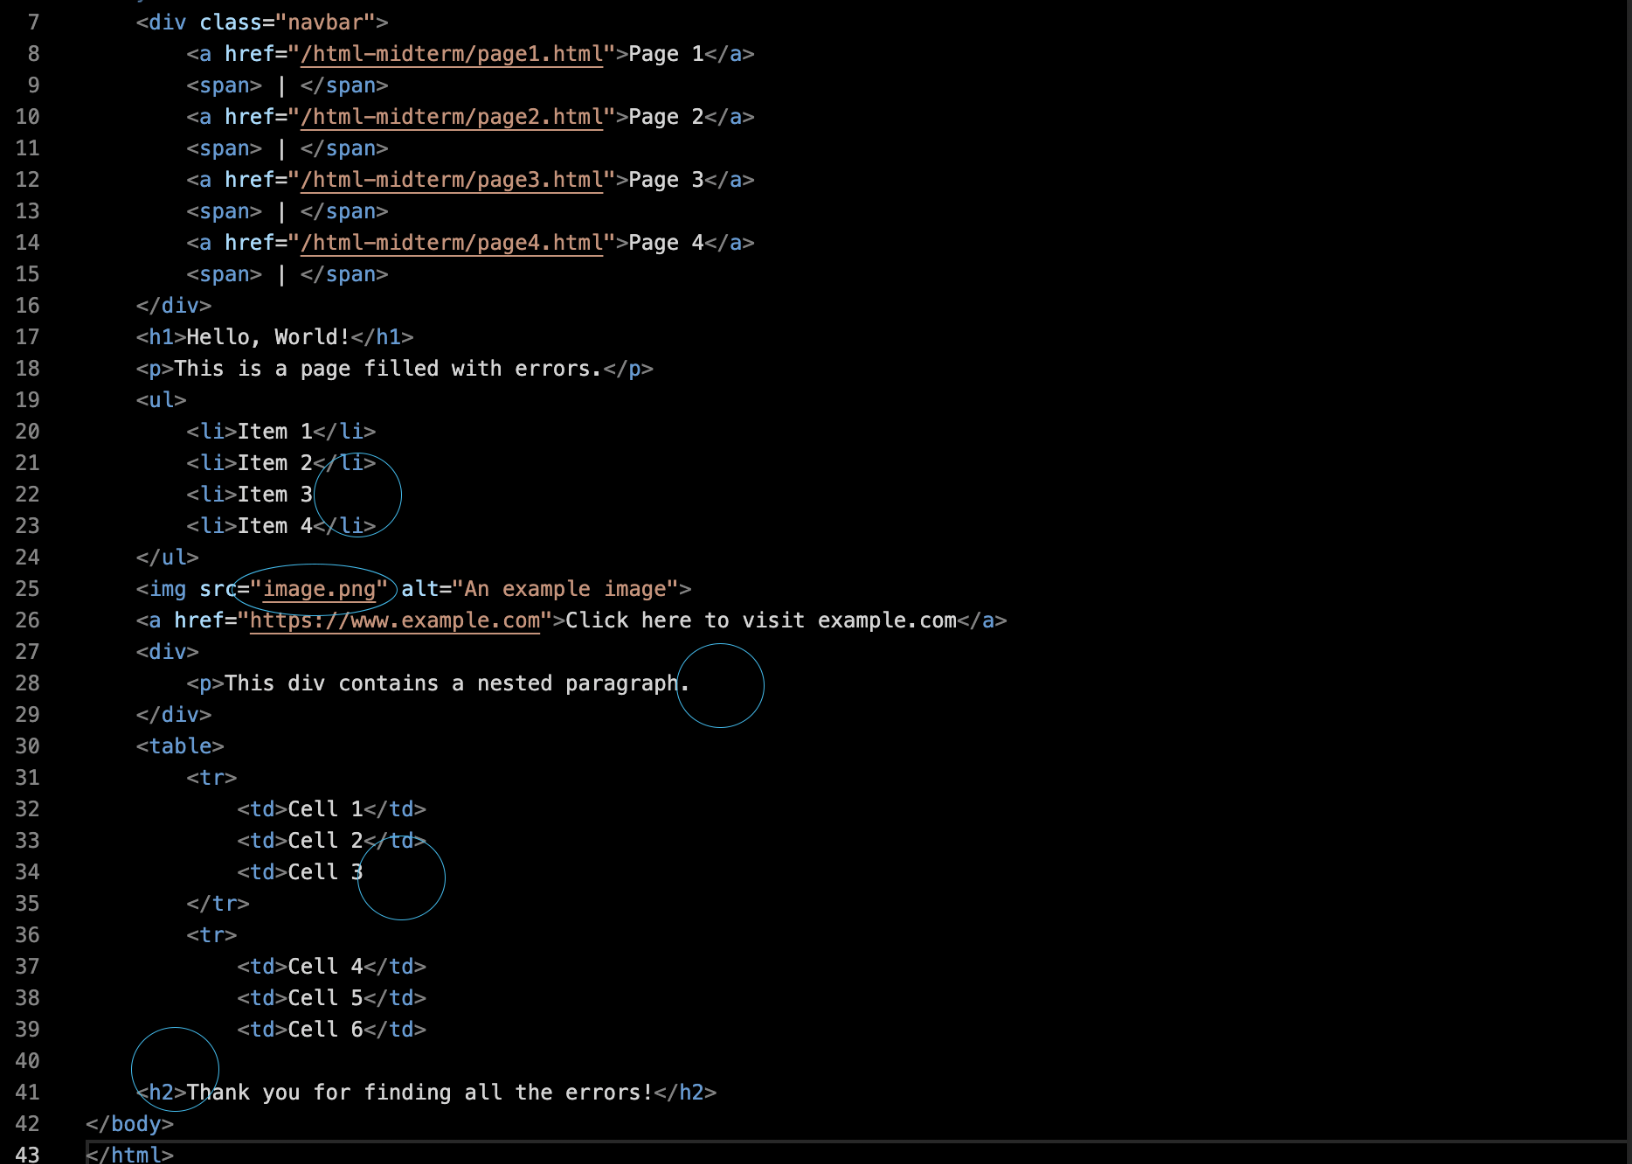 7 <div class="navbar">
8 <a href="/html-midterm/page1.html">Page 1</a>
9 <span> | </span>
10 <a href="/html-midterm/page2.html">Page 2</a>
11 <span> | </span>
12 <a href="/html-midterm/page3.html">Page 3</a>
13 <span> | </span>
14 <a href="/html-midterm/page4.html">Page 4</a>
15 <span> | </span>
16 </div>
17 <h1>Hello, World!</h1>
18 <p>This is a page filled with errors.</p>
19 <ul>
20 <li>Item 1</li>
21 <li>Item 2</li>
22 <li>Item 3
23 <li>Item 4</li>
24 </ul>
25 <img src="image.png" alt="An example image">
26 <a href="https://www.example.com">Click here to visit example.com</a>
27 <div>
28 <p>This div contains a nested paragraph.
29 </div>
30 <table>
31 <tr>
32 <td>Cell 1</td>
33 <td>Cell 2</td>
34 <td>Cell 3
35 </tr>
36 <tr>
37 <td>Cell 4</td>
38 <td>Cell 5</td>
39 <td>Cell 6</td>
40
41 <h2>Thank you for finding all the errors!</h2>
42 </body>
43 </html>